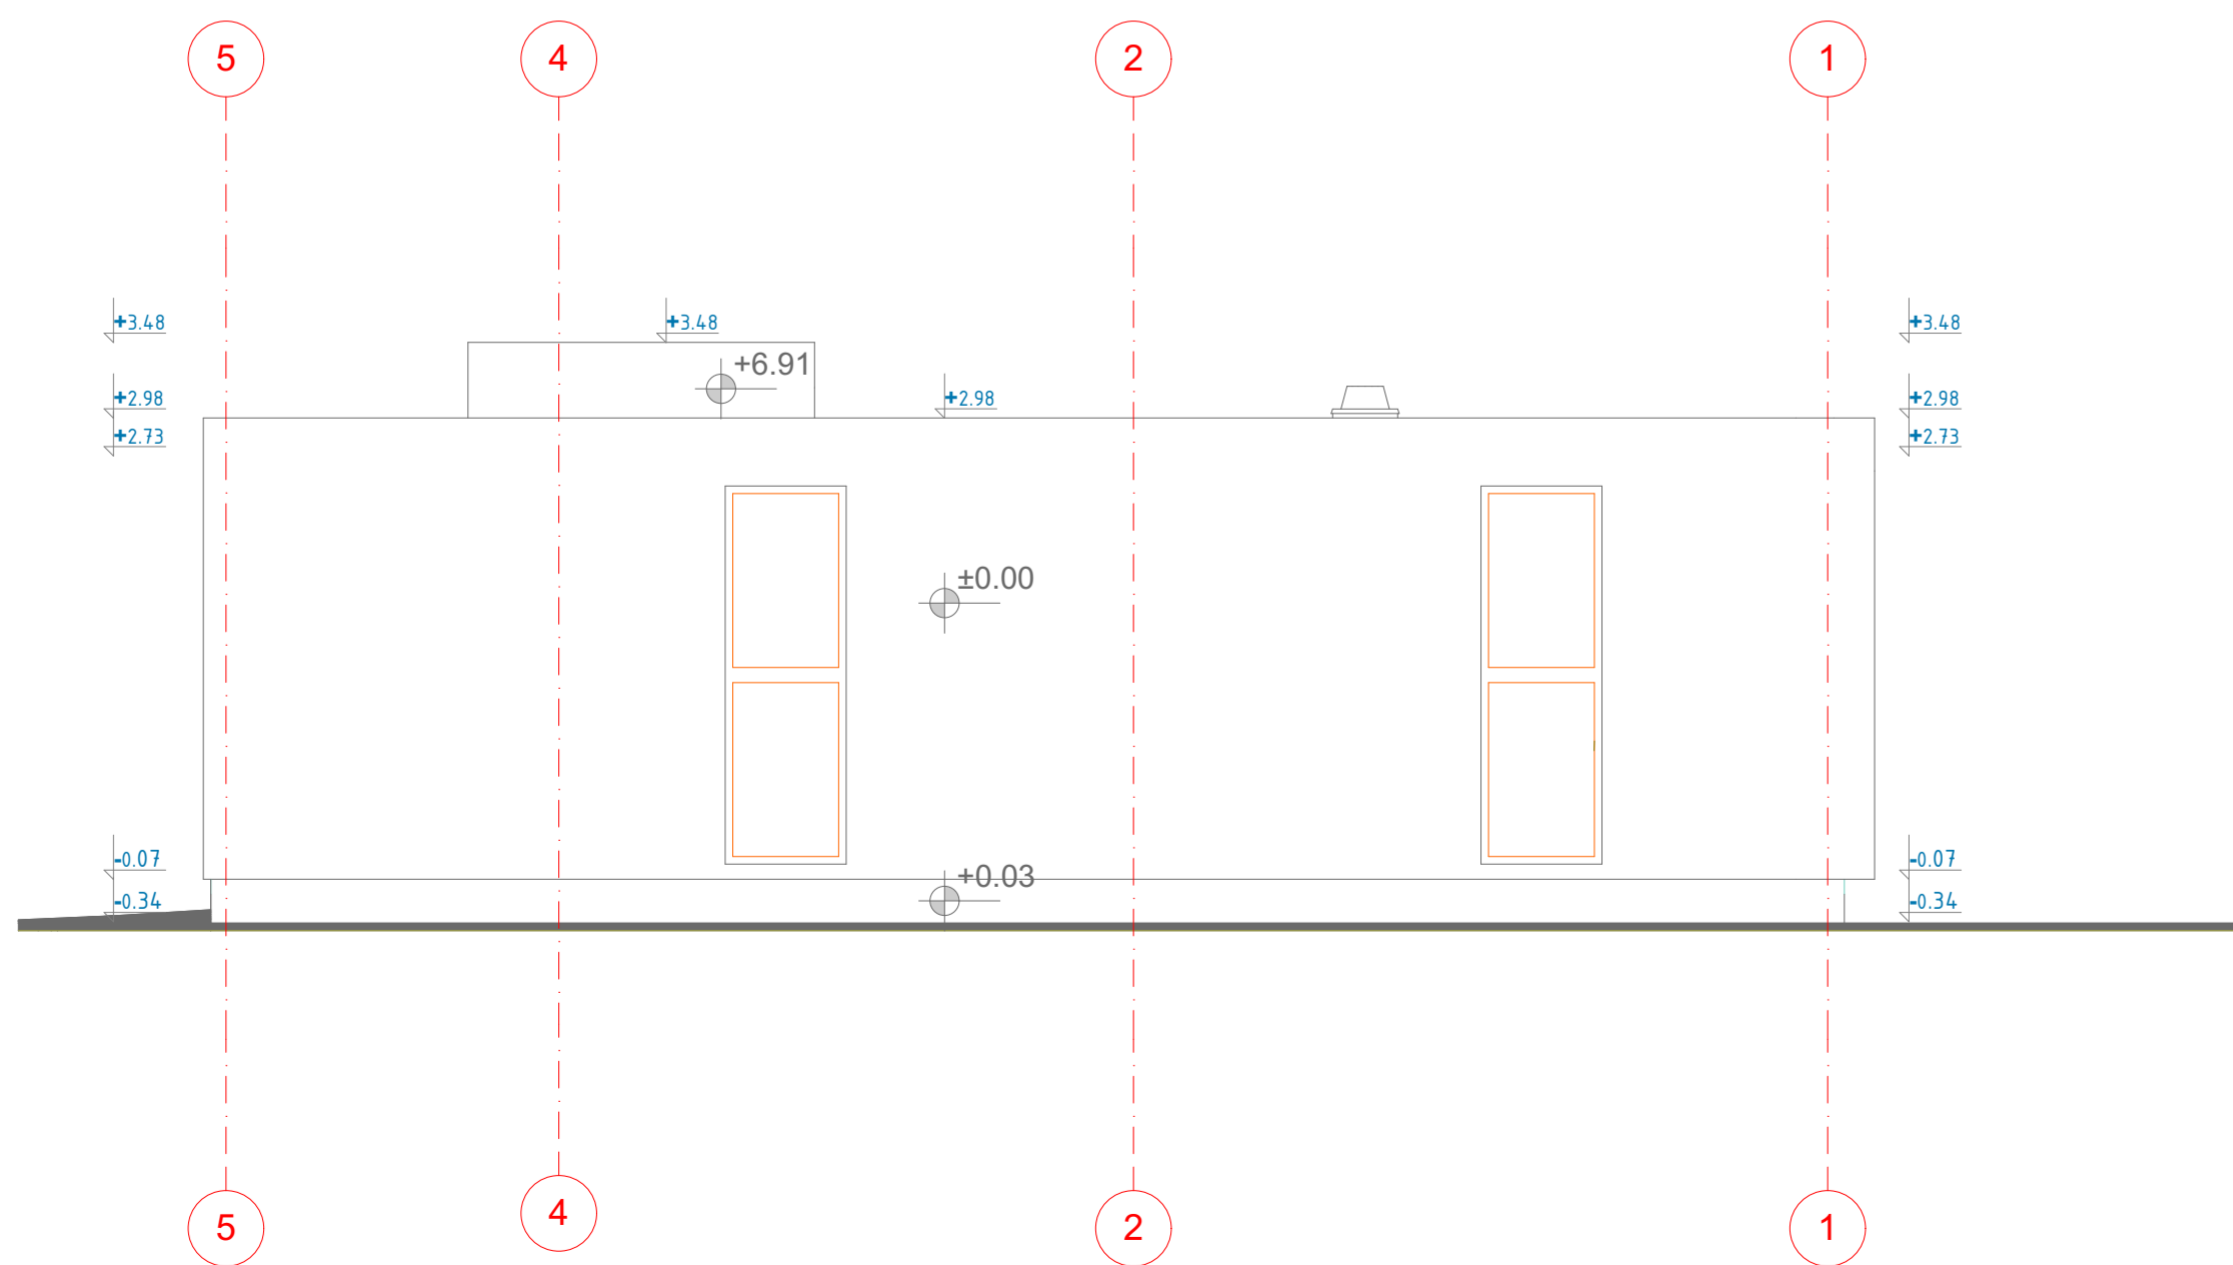 5 4 2 1
+3.48 +3.48 +3.48
+6.91
+2.98 +2.98 +2.98
+2.73 +2.73
±0.00
-0.07 +0.03 -0.07
-0.34 -0.34
5 4 2 1